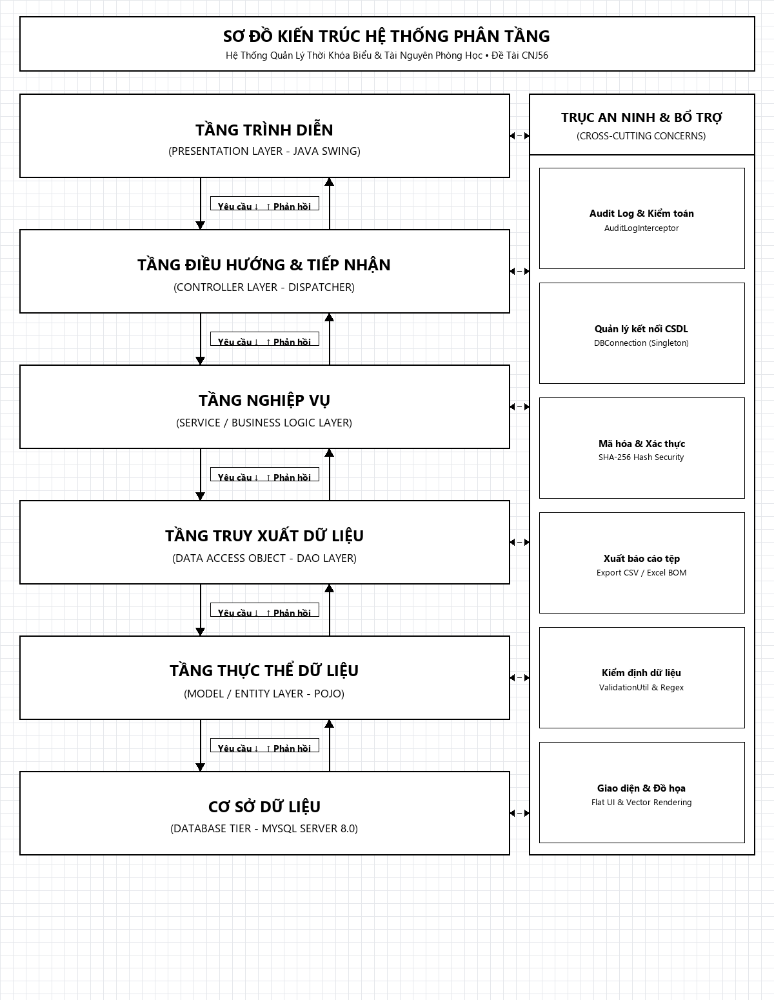 SƠ ĐỒ KIẾN TRÚC HỆ THỐNG PHÂN TẦNG
Hệ Thống Quản Lý Thời Khóa Biểu & Tài Nguyên Phòng Học • Đề Tài CNJ56
TẦNG TRÌNH DIỄN
(PRESENTATION LAYER - JAVA SWING)
Yêu cầu ↓ ↑ Phản hồi
TẦNG ĐIỀU HƯỚNG & TIẾP NHẬN
(CONTROLLER LAYER - DISPATCHER)
Yêu cầu ↓ ↑ Phản hồi
TẦNG NGHIỆP VỤ
(SERVICE / BUSINESS LOGIC LAYER)
Yêu cầu ↓ ↑ Phản hồi
TẦNG TRUY XUẤT DỮ LIỆU
(DATA ACCESS OBJECT - DAO LAYER)
Yêu cầu ↓ ↑ Phản hồi
TẦNG THỰC THỂ DỮ LIỆU
(MODEL / ENTITY LAYER - POJO)
Yêu cầu ↓ ↑ Phản hồi
CƠ SỞ DỮ LIỆU
(DATABASE TIER - MYSQL SERVER 8.0)
TRỤC AN NINH & BỔ TRỢ
(CROSS-CUTTING CONCERNS)
Audit Log & Kiểm toán
AuditLogInterceptor
Quản lý kết nối CSDL
DBConnection (Singleton)
Mã hóa & Xác thực
SHA-256 Hash Security
Xuất báo cáo tệp
Export CSV / Excel BOM
Kiểm định dữ liệu
ValidationUtil & Regex
Giao diện & Đồ họa
Flat UI & Vector Rendering